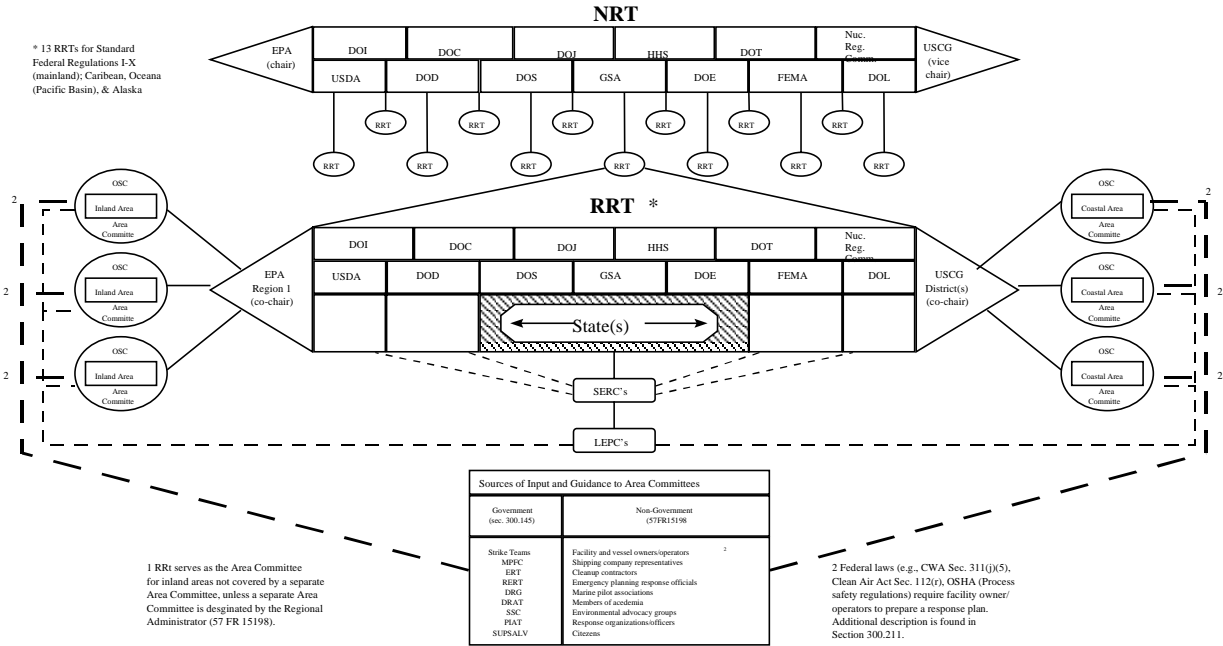 NRT
* 13 RRTs for Standard
Federal Regulations I-X
(mainland); Caribean, Oceana
(Pacific Basin), & Alaska
EPA
(chair)
DOI
DOC
DOJ
HHS
DOT
Nuc.
Reg.
Comm.
USCG
(vice
chair)
USDA
DOD
DOS
GSA
DOE
FEMA
DOL
RRT
RRT
RRT
RRT
RRT
RRT
RRT
RRT
RRT
RRT
RRT
RRT
RRT
RRT *
2
OSC
Inland Area
Area
Committe
2
OSC
Inland Area
Area
Committe
2
OSC
Inland Area
Area
Committe
EPA
Region 1
(co-chair)
DOI
DOC
DOJ
HHS
DOT
Nuc.
Reg.
Comm.
USDA
DOD
DOS
GSA
DOE
FEMA
DOL
State(s)
USCG
District(s)
(co-chair)
OSC
Coastal Area
Area
Committe
2
OSC
Coastal Area
Area
Committe
2
OSC
Coastal Area
Area
Committe
2
SERC's
LEPC's
Sources of Input and Guidance to Area Committees
Government
(sec. 300.145)
Non-Government
(57FR15198
Strike Teams
MPFC
ERT
RERT
DRG
DRAT
SSC
PIAT
SUPSALV
Facility and vessel owners/operators 2
Shipping company representatives
Cleanup contractors
Emergency planning response officials
Marine pilot associations
Members of acedemia
Environmental advocacy groups
Response organizations/officers
Citezens
1 RRt serves as the Area Committee
for inland areas not covered by a separate
Area Committee, unless a separate Area
Committee is desginated by the Regional
Administrator (57 FR 15198).
2 Federal laws (e.g., CWA Sec. 311(j)(5),
Clean Air Act Sec. 112(r), OSHA (Process
safety regulations) require facility owner/
operators to prepare a response plan.
Additional description is found in
Section 300.211.